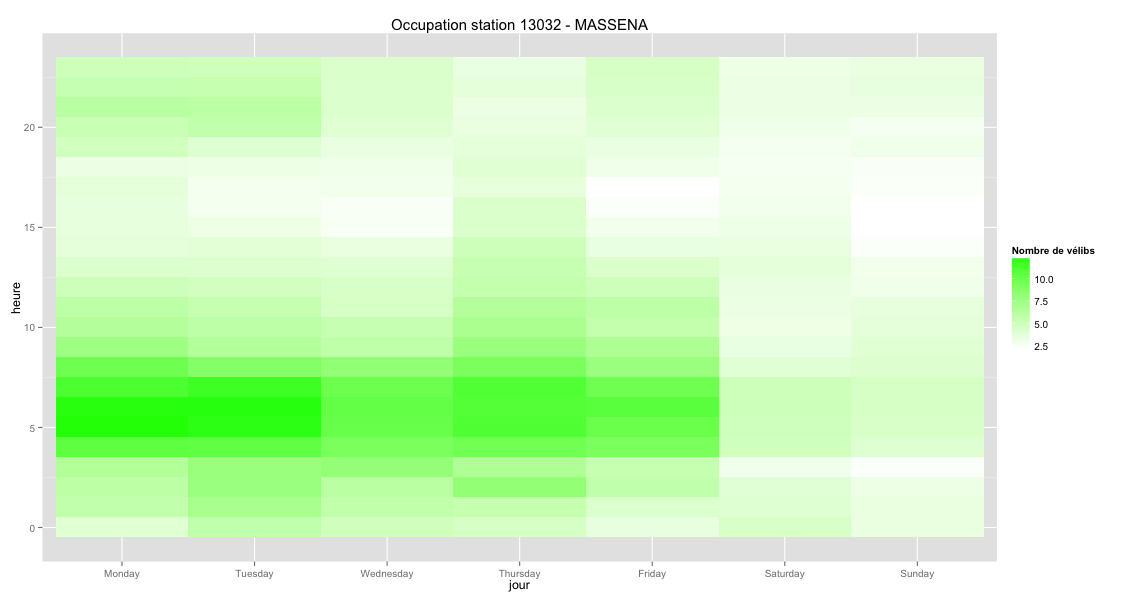 Occupation station 13032 - MASSENA
20
15
10
5
0
heure
Monday Tuesday Wednesday Thursday Friday Saturday Sunday
jour
Nombre de vélibs
10.0
7.5
5.0
2.5